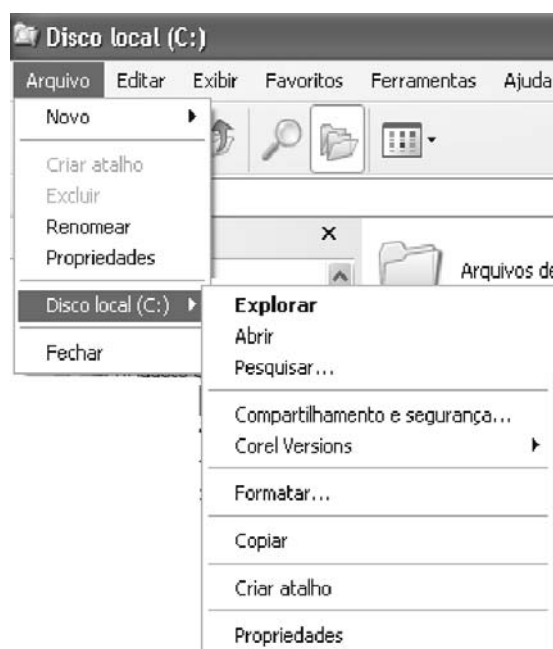 Disco local (C:)
Arquivo Editar Exibir Favoritos Ferramentas Ajuda
Novo
Criar atalho
Excluir
Renomear
Propriedades
Arquivos de
Disco local (C:)
Fechar
Explorar
Abrir
Pesquisar...
Compartilhamento e segurança...
Corel Versions
Formatar...
Copiar
Criar atalho
Propriedades